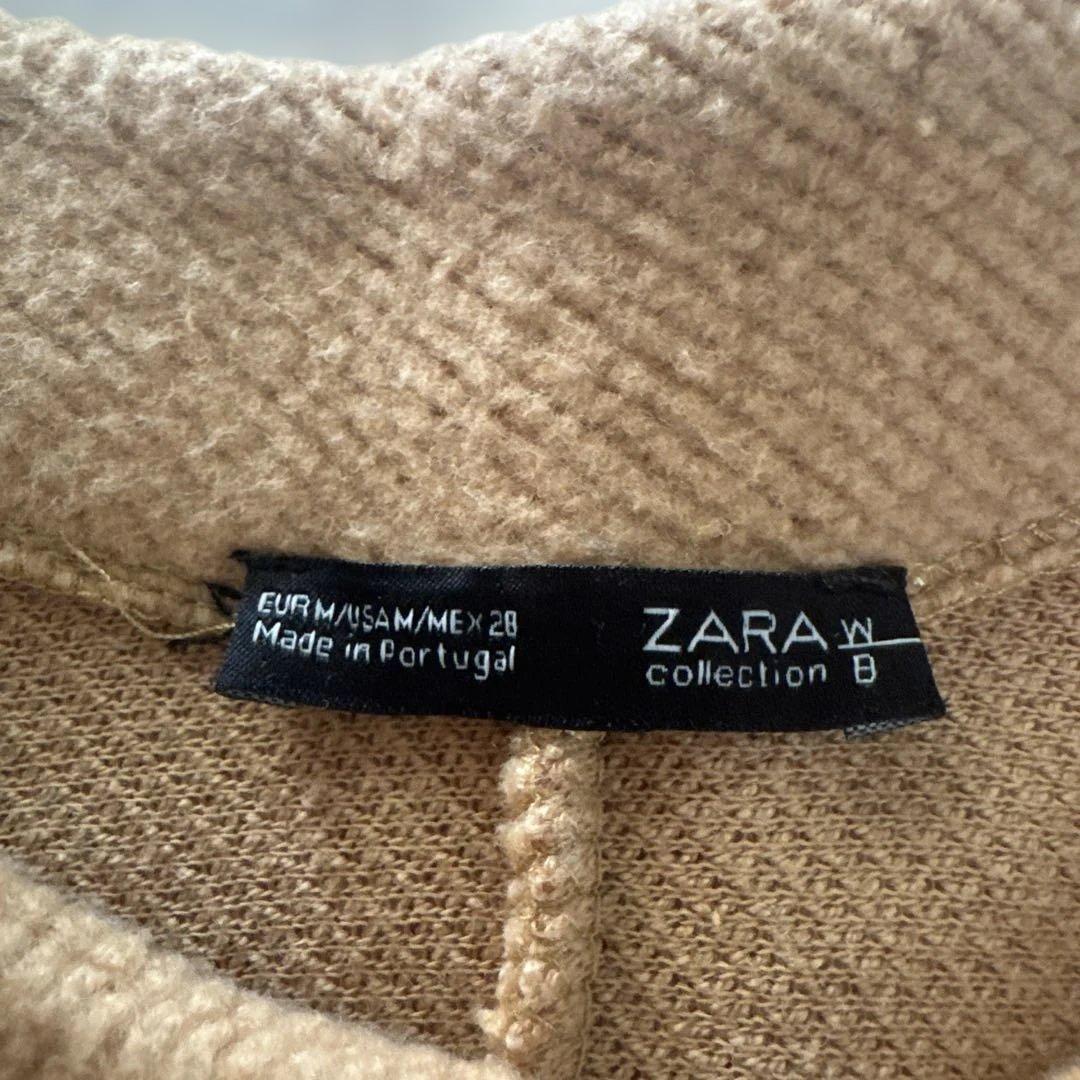 EUR M/USA M/MEX 28
Made in Portugal
ZARA W
collection B